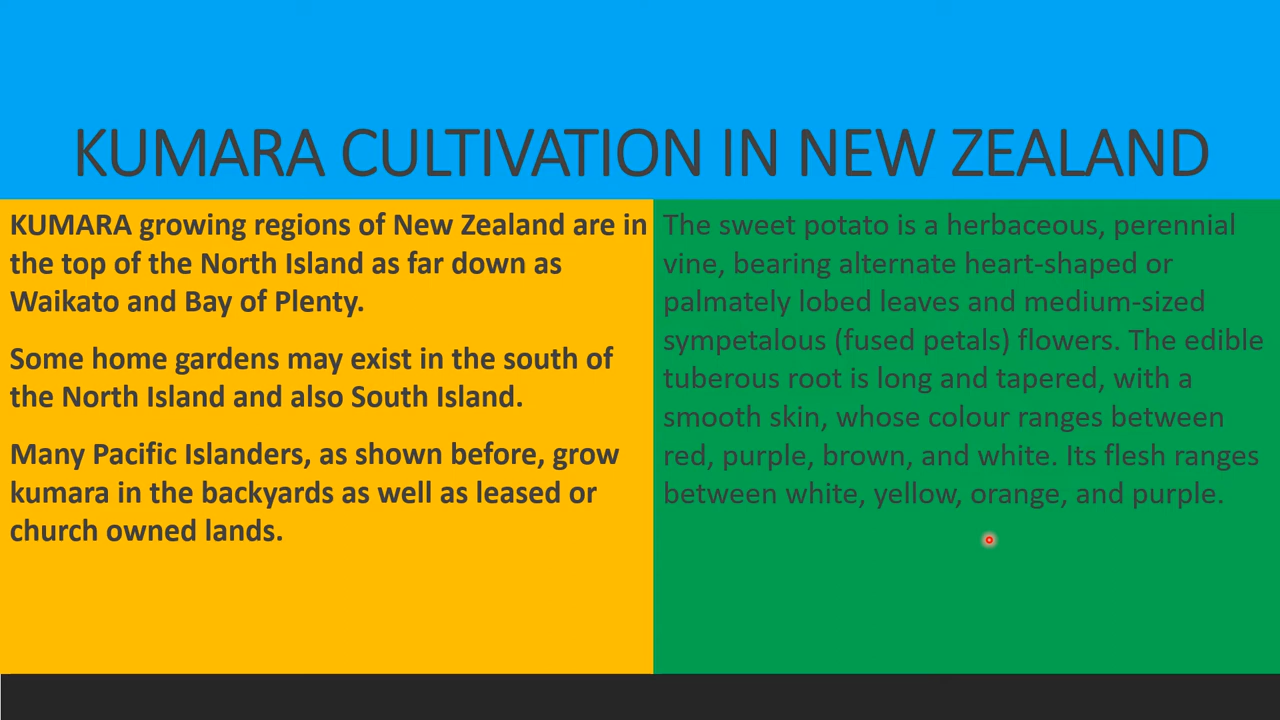 KUMARA CULTIVATION IN NEW ZEALAND
KUMARA growing regions of New Zealand are in
the top of the North Island as far down as
Waikato and Bay of Plenty.
Some home gardens may exist in the south of
the North Island and also South Island.
Many Pacific Islanders, as shown before, grow
kumara in the backyards as well as leased or
church owned lands.
The sweet potato is a herbaceous, perennial
vine, bearing alternate heart-shaped or
palmately lobed leaves and medium-sized
sympetalous (fused petals) flowers. The edible
tuberous root is long and tapered, with a
smooth skin, whose colour ranges between
red, purple, brown, and white. Its flesh ranges
between white, yellow, orange, and purple.